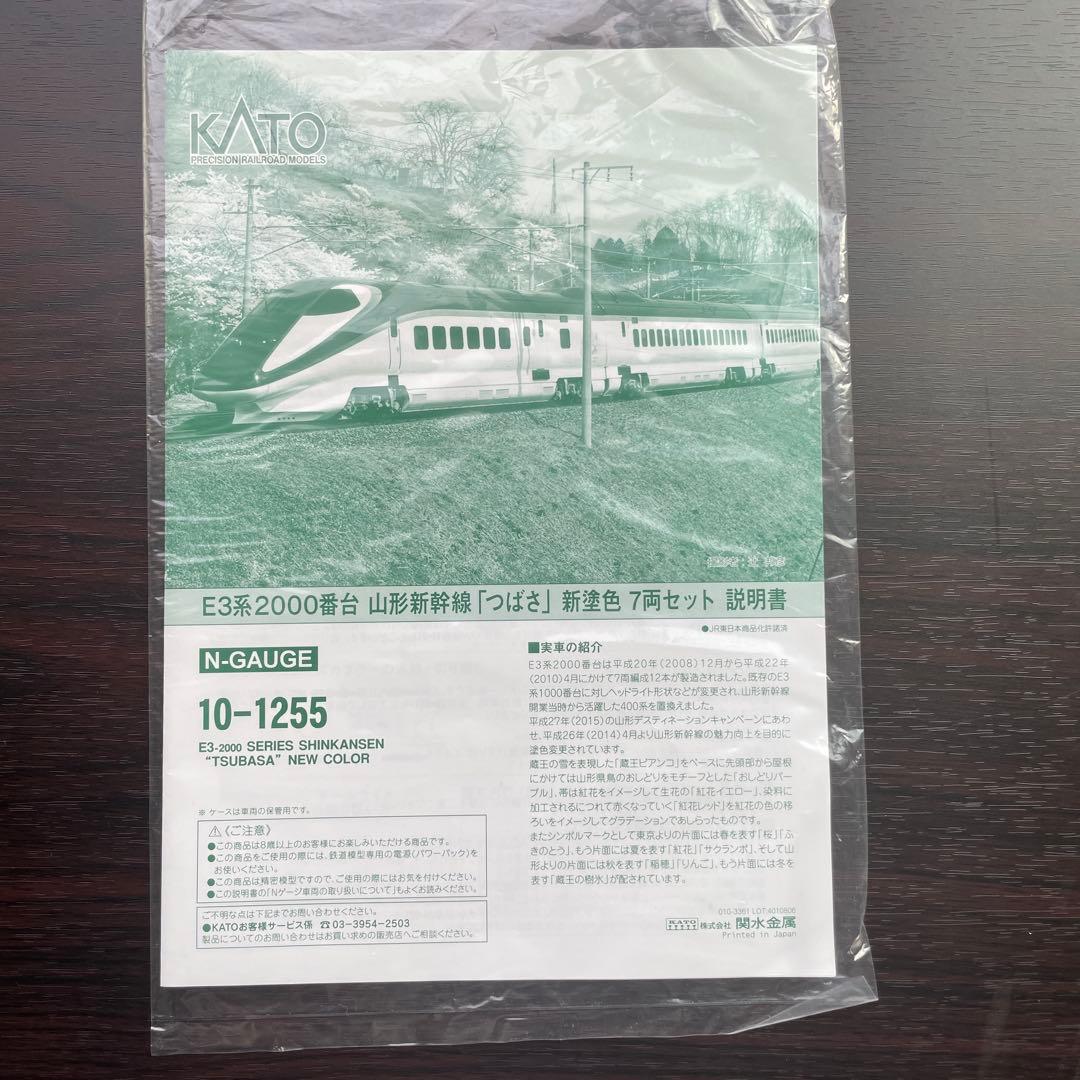 KATO
PRECISION RAILROAD MODELS
E3系2000番台 山形新幹線「つばさ」新塗色 7両セット 説明書
●JR東日本商品化許諾済
N-GAUGE
10-1255
E3-2000 SERIES SHINKANSEN
“TSUBASA” NEW COLOR
※ ケースは車両の保管用です。
⚠《ご注意》
●この商品は8歳以上のお客様にお楽しみいただける商品です。
●この商品をご使用の際には、鉄道模型専用の電源(パワーパック)を
お使いください。
●この商品は精密模型ですので、ご使用の際にはお気を付けください。
●この説明書の「Nゲージ車両の取り扱いについて」もよくお読みください。
ご不明な点は下記までお問い合わせください。
●KATOお客様サービス係 ☎03-3954-2503
製品についてのお問い合わせはお買い求めの販売店へご相談ください。
■実車の紹介
E3系2000番台は平成20年(2008)12月から平成22年
(2010)4月にかけて7両編成12本が製造されました。既存のE3
系1000番台に対しヘッドライト形状などが変更され、山形新幹線
開業当時から活躍した400系を置換えました。
平成27年(2015)の山形デスティネーションキャンペーンにあわ
せ、平成26年(2014)4月より山形新幹線の魅力向上を目的に
塗色変更されています。
蔵王の雪を表現した「蔵王ビアンコ」をベースに先頭部から屋根
にかけては山形県鳥のおしどりをモチーフとした「おしどりパー
プル」、帯は紅花をイメージして生花の「紅花イエロー」、染料に
加工されるにつれて赤くなっていく「紅花レッド」を紅花の色の移
ろいをイメージしてグラデーションであしらったものです。
またシンボルマークとして東京よりの片面には春を表す「桜」「ふ
きのとう」、もう片面には夏を表す「紅花」「サクランボ」、そして山
形よりの片面には秋を表す「稲穂」「りんご」、もう片面には冬を
表す「蔵王の樹氷」が配されています。
010-3361 LOT:4010806
KATO 株式会社 関水金属
Printed in Japan